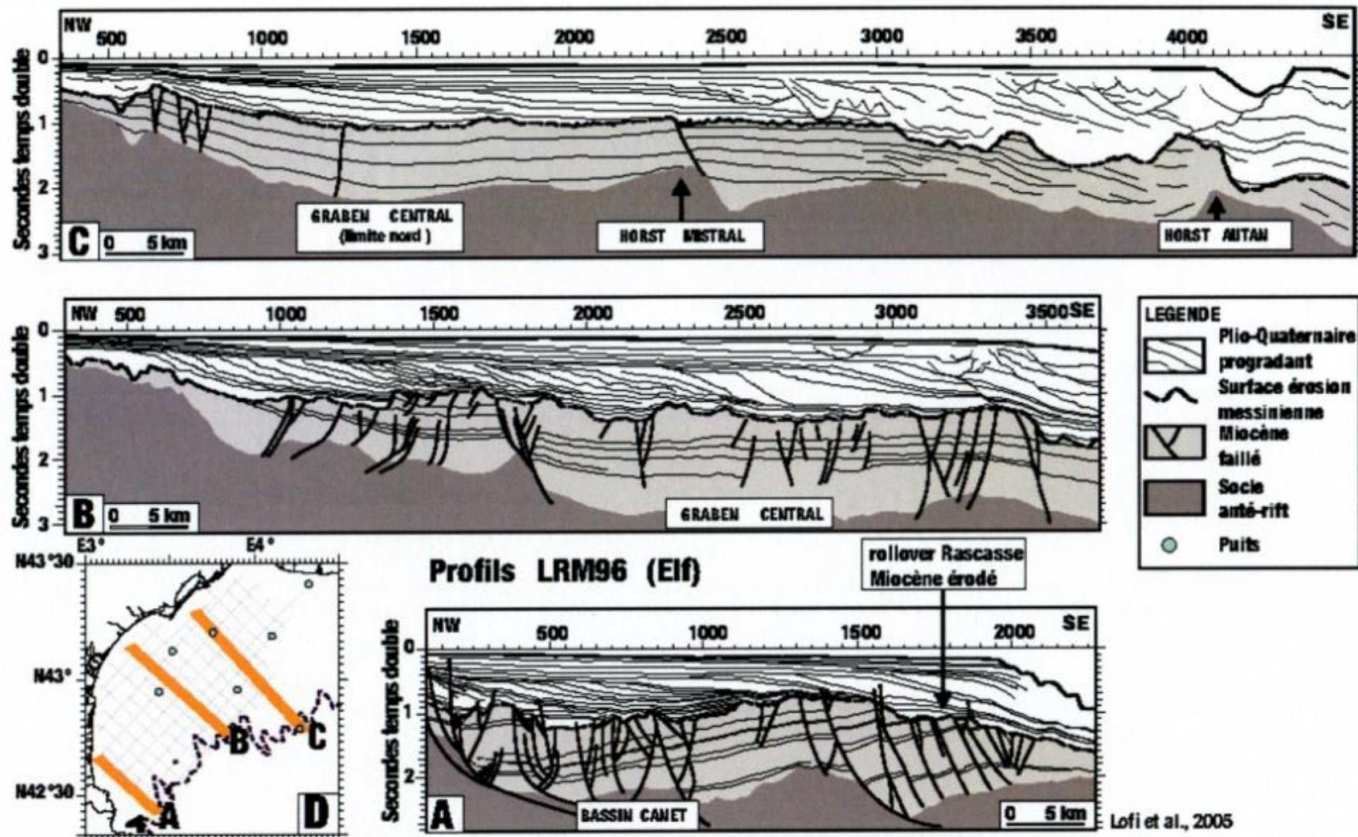 NW SE
500 1000 1500 2000 2500 3000 3500 4000
Secondes temps double
0
1
2
3
GRABEN CENTRAL
(limite nord)
HORST MISTRAL
HORST AUTAN
C
0 5 km
NW 500 1000 1500 2000 2500 3000 3500 SE
Secondes temps double
0
1
2
3
GRABEN CENTRAL
B
0 5 km
LEGENDE
Plio-Quaternaire
progradant
Surface érosion
messinienne
Miocène
faillé
Socle
anté-rift
Puits
E3° E4°
N43°30
N43°
N42°30
A
B
C
D
Profils LRM96 (Elf)
rollover Rascasse
Miocène érodé
NW SE
500 1000 1500 2000
Secondes temps double
0
1
2
A
BASSIN CANET
0 5 km
Lofi et al., 2005